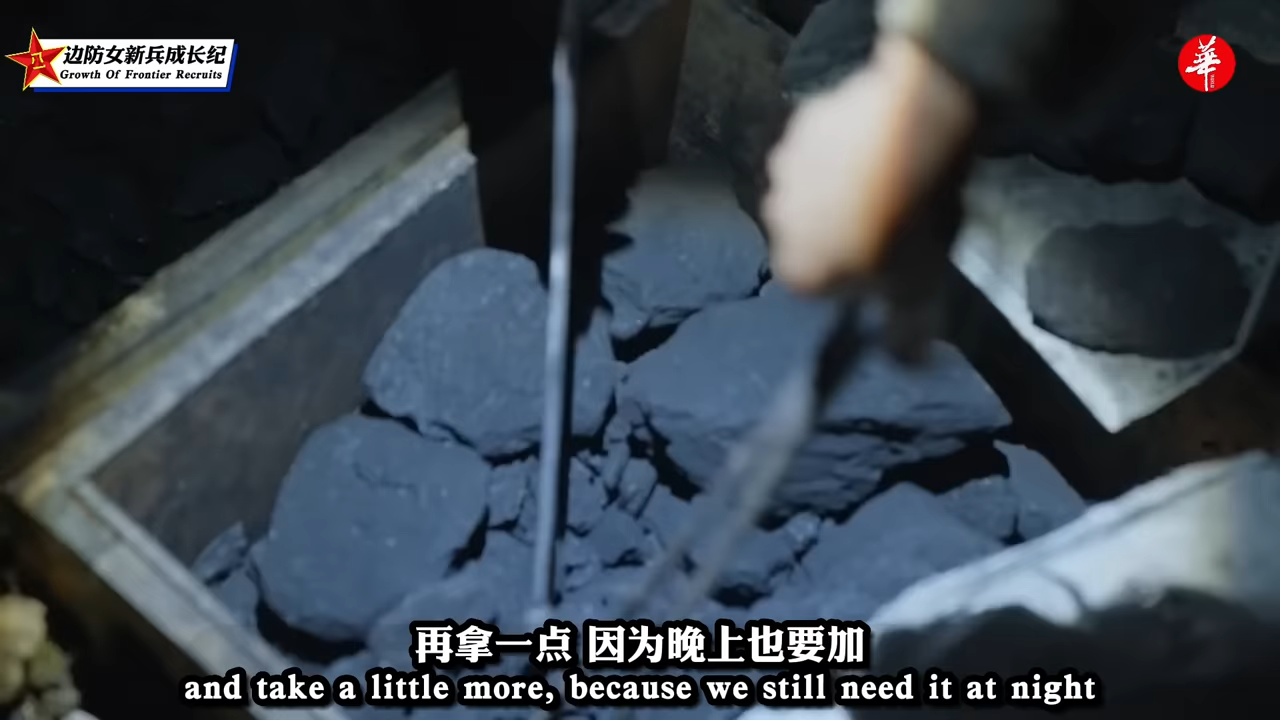 边防女新兵成长纪
Growth Of Frontier Recruits
華
再拿一点 因为晚上也要加
and take a little more, because we still need it at night